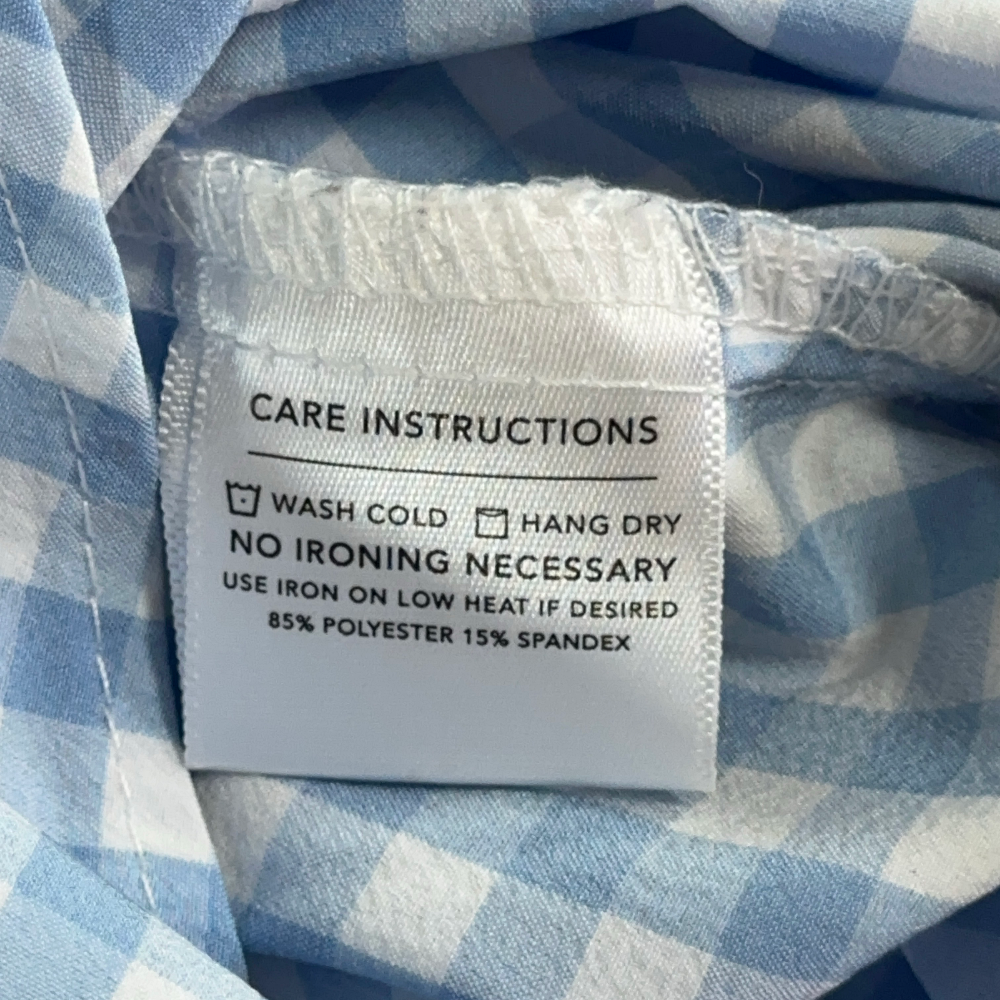 CARE INSTRUCTIONS
WASH COLD HANG DRY
NO IRONING NECESSARY
USE IRON ON LOW HEAT IF DESIRED
85% POLYESTER 15% SPANDEX